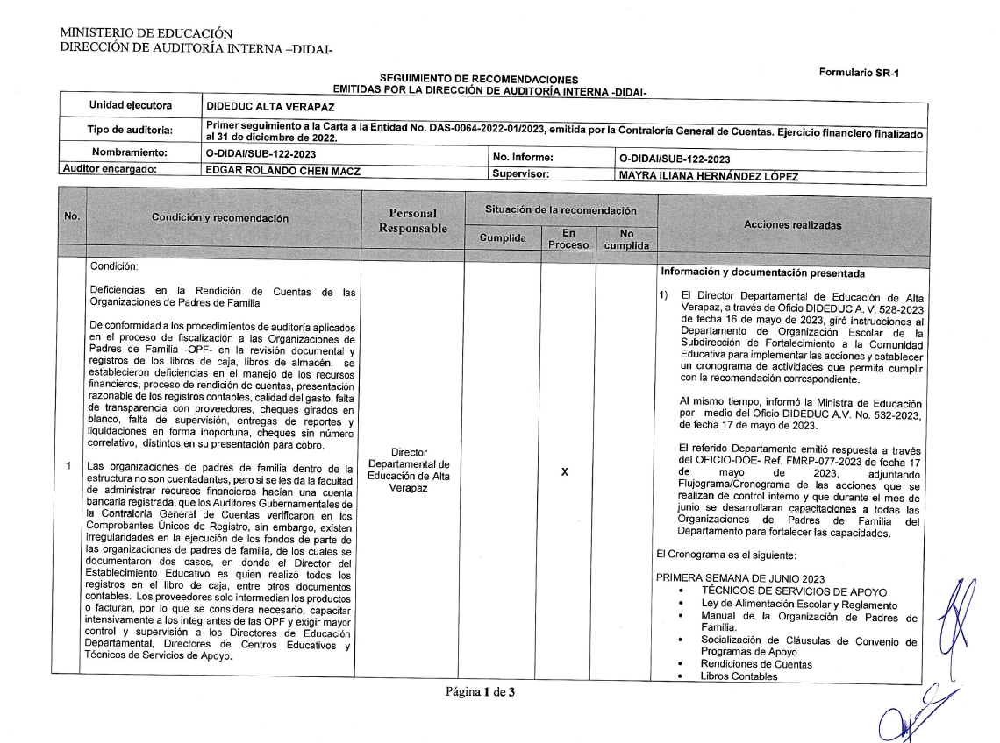 MINISTERIO DE EDUCACIÓN
DIRECCIÓN DE AUDITORÍA INTERNA –DIDAI-
Formulario SR-1
SEGUIMIENTO DE RECOMENDACIONES
EMITIDAS POR LA DIRECCIÓN DE AUDITORÍA INTERNA -DIDAI-
Unidad ejecutora
DIDEDUC ALTA VERAPAZ
Tipo de auditoria:
Primer seguimiento a la Carta a la Entidad No. DAS-0064-2022-01/2023, emitida por la Contraloría General de Cuentas. Ejercicio financiero finalizado
al 31 de diciembre de 2022.
Nombramiento:
O-DIDAI/SUB-122-2023
No. Informe:
O-DIDAI/SUB-122-2023
Auditor encargado:
EDGAR ROLANDO CHEN MACZ
Supervisor:
MAYRA ILIANA HERNÁNDEZ LÓPEZ
No.
Condición y recomendación
Personal
Responsable
Situación de la recomendación
Cumplida
En
Proceso
No
cumplida
Acciones realizadas
1
Condición:
Deficiencias en la Rendición de Cuentas de las
Organizaciones de Padres de Familia
De conformidad a los procedimientos de auditoría aplicados
en el proceso de fiscalización a las Organizaciones de
Padres de Familia -OPF- en la revisión documental y
registros de los libros de caja, libros de almacén, se
establecieron deficiencias en el manejo de los recursos
financieros, proceso de rendición de cuentas, presentación
razonable de los registros contables, calidad del gasto, falta
de transparencia con proveedores, cheques girados en
blanco, falta de supervisión, entregas de reportes y
liquidaciones en forma inoportuna, cheques sin número
correlativo, distintos en su presentación para cobro.
Las organizaciones de padres de familia dentro de la
estructura no son cuentadantes, pero si se les da la facultad
de administrar recursos financieros hacían una cuenta
bancaria registrada, que los Auditores Gubernamentales de
la Contraloría General de Cuentas verificaron en los
Comprobantes Únicos de Registro, sin embargo, existen
irregularidades en la ejecución de los fondos de parte de
las organizaciones de padres de familia, de los cuales se
documentaron dos casos, en donde el Director del
Establecimiento Educativo es quien realizó todos los
registros en el libro de caja, entre otros documentos
contables. Los proveedores solo intermedian los productos
o facturan, por lo que se considera necesario, capacitar
intensivamente a los integrantes de las OPF y exigir mayor
control y supervisión a los Directores de Educación
Departamental, Directores de Centros Educativos y
Técnicos de Servicios de Apoyo.
Director
Departamental de
Educación de Alta
Verapaz
X
Información y documentación presentada
1) El Director Departamental de Educación de Alta
Verapaz, a través de Oficio DIDEDUC A. V. 528-2023
de fecha 16 de mayo de 2023, giró instrucciones al
Departamento de Organización Escolar de la
Subdirección de Fortalecimiento a la Comunidad
Educativa para implementar las acciones y establecer
un cronograma de actividades que permita cumplir
con la recomendación correspondiente.
Al mismo tiempo, informó la Ministra de Educación
por medio del Oficio DIDEDUC A.V. No. 532-2023,
de fecha 17 de mayo de 2023.
El referido Departamento emitió respuesta a través
del OFICIO-DOE- Ref. FMRP-077-2023 de fecha 17
de mayo de 2023, adjuntando
Flujograma/Cronograma de las acciones que se
realizan de control interno y que durante el mes de
junio se desarrollaran capacitaciones a todas las
Organizaciones de Padres de Familia del
Departamento para fortalecer las capacidades.
El Cronograma es el siguiente:
PRIMERA SEMANA DE JUNIO 2023
• TÉCNICOS DE SERVICIOS DE APOYO
• Ley de Alimentación Escolar y Reglamento
• Manual de la Organización de Padres de
Familia.
• Socialización de Cláusulas de Convenio de
Programas de Apoyo
• Rendiciones de Cuentas
• Libros Contables
Página 1 de 3